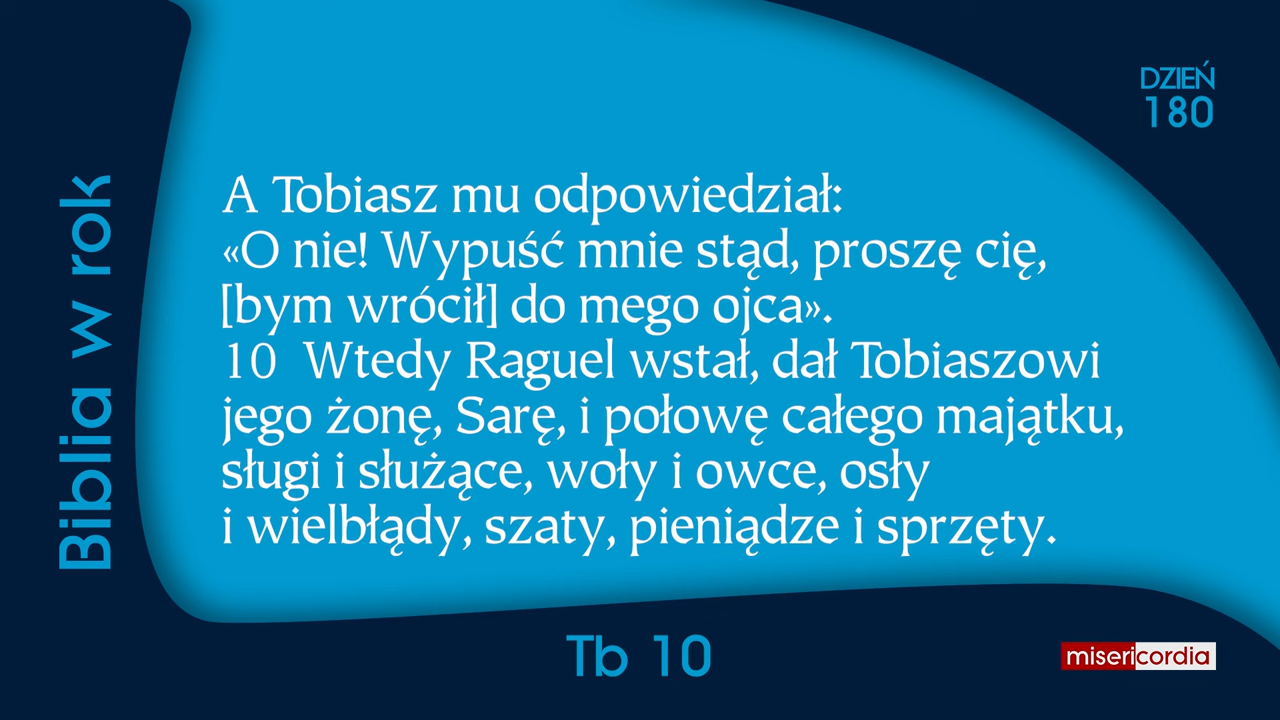 DZIEŃ
180
Biblia w rok
A Tobiasz mu odpowiedział:
«O nie! Wypuść mnie stąd, proszę cię,
[bym wrócił] do mego ojca».
10 Wtedy Raguel wstał, dał Tobiaszowi
jego żonę, Sarę, i połowę całego majątku,
sługi i służące, woły i owce, osły
i wielbłądy, szaty, pieniądze i sprzęty.
Tb 10
misericordia